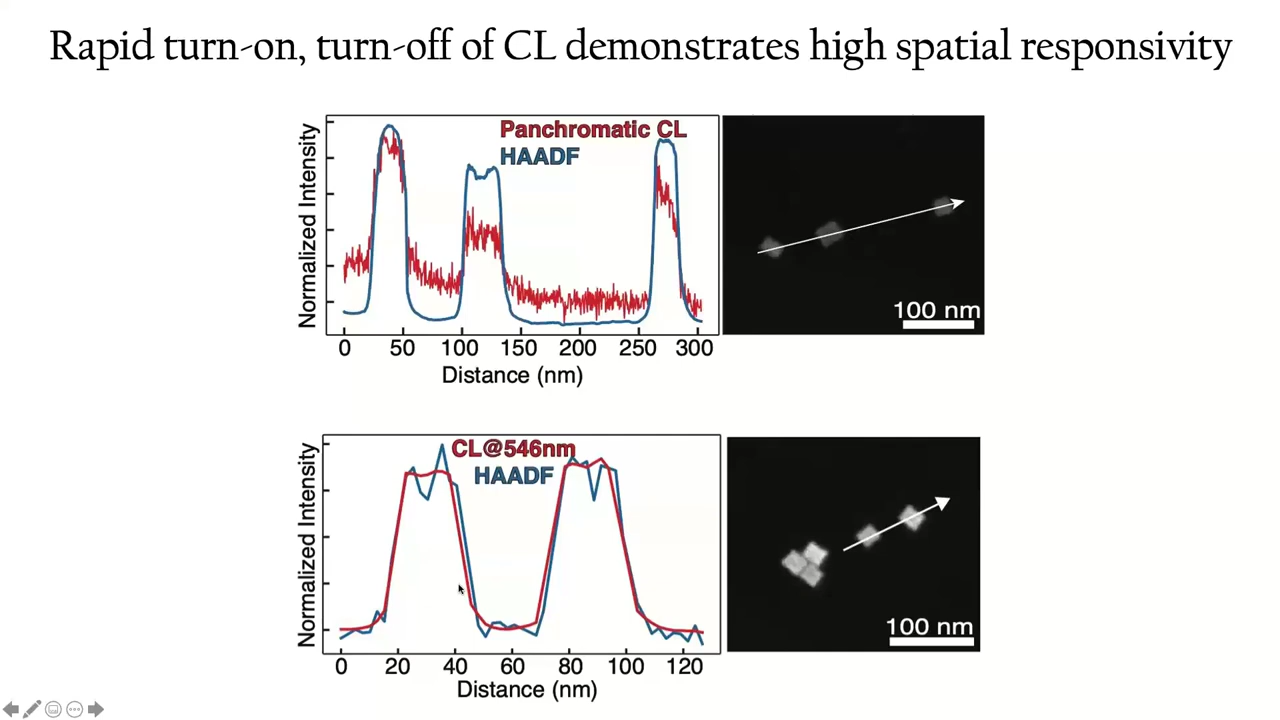 Rapid turn-on, turn-off of CL demonstrates high spatial responsivity
Normalized Intensity
Panchromatic CL
HAADF
0 50 100 150 200 250 300
Distance (nm)
100 nm
Normalized Intensity
CL@546nm
HAADF
0 20 40 60 80 100 120
Distance (nm)
100 nm